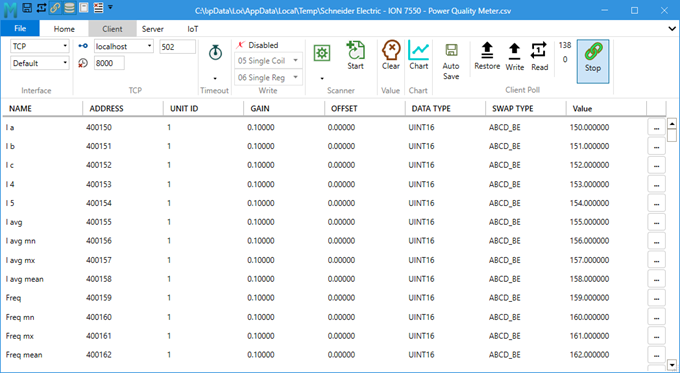 C:\lpData\Loi\AppData\Local\Temp\Schneider Electric - ION 7550 - Power Quality Meter.csv
File Home Client Server IoT
TCP localhost 502 Disabled 138
Default 8000 05 Single Coil 0
06 Single Reg
Timeout Start Clear Chart Auto Save Restore Write Read Stop
Interface TCP Write Scanner Value Chart Client Poll
NAME ADDRESS UNIT ID GAIN OFFSET DATA TYPE SWAP TYPE Value
I a 400150 1 0.10000 0.00000 UINT16 ABCD_BE 150.000000 ...
I b 400151 1 0.10000 0.00000 UINT16 ABCD_BE 151.000000 ...
I c 400152 1 0.10000 0.00000 UINT16 ABCD_BE 152.000000 ...
I 4 400153 1 0.10000 0.00000 UINT16 ABCD_BE 153.000000 ...
I 5 400154 1 0.10000 0.00000 UINT16 ABCD_BE 154.000000 ...
I avg 400155 1 0.10000 0.00000 UINT16 ABCD_BE 155.000000 ...
I avg mn 400156 1 0.10000 0.00000 UINT16 ABCD_BE 156.000000 ...
I avg mx 400157 1 0.10000 0.00000 UINT16 ABCD_BE 157.000000 ...
I avg mean 400158 1 0.10000 0.00000 UINT16 ABCD_BE 158.000000 ...
Freq 400159 1 0.10000 0.00000 UINT16 ABCD_BE 159.000000 ...
Freq mn 400160 1 0.10000 0.00000 UINT16 ABCD_BE 160.000000 ...
Freq mx 400161 1 0.10000 0.00000 UINT16 ABCD_BE 161.000000 ...
Freq mean 400162 1 0.10000 0.00000 UINT16 ABCD_BE 162.000000 ...